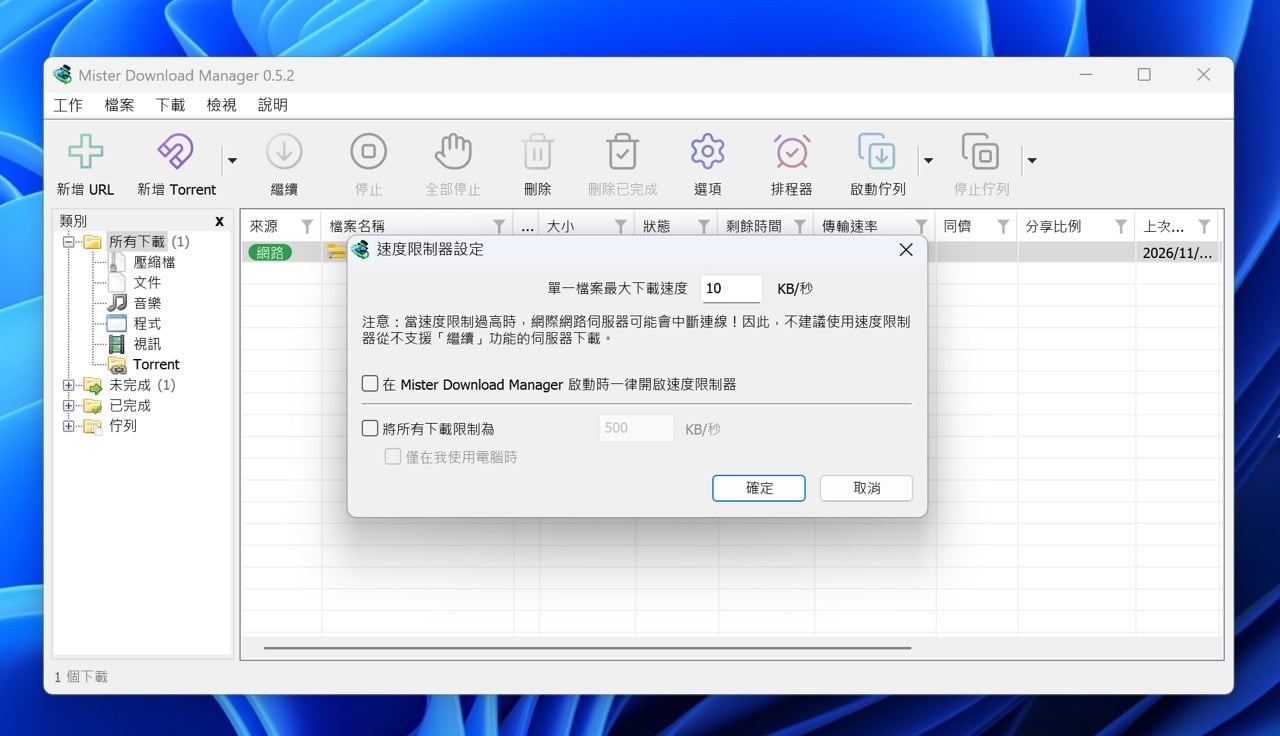 Mister Download Manager 0.5.2
工作 檔案 下載 檢視 說明
新增 URL 新增 Torrent 繼續 停止 全部停止 刪除 刪除已完成 選項 排程器 啟動佇列 停止佇列
類別 x
所有下載 (1)
壓縮檔
文件
音樂
程式
視訊
Torrent
未完成 (1)
已完成
佇列
來源 檔案名稱 ... 大小 狀態 剩餘時間 傳輸速率 同儕 分享比例 上次...
網路 2026/11/...
速度限制器設定
單一檔案最大下載速度 10 KB/秒
注意：當速度限制過高時，網際網路伺服器可能會中斷連線！因此，不建議使用速度限制
器從不支援「繼續」功能的伺服器下載。
在 Mister Download Manager 啟動時一律開啟速度限制器
將所有下載限制為 500 KB/秒
僅在我使用電腦時
確定 取消
1 個下載